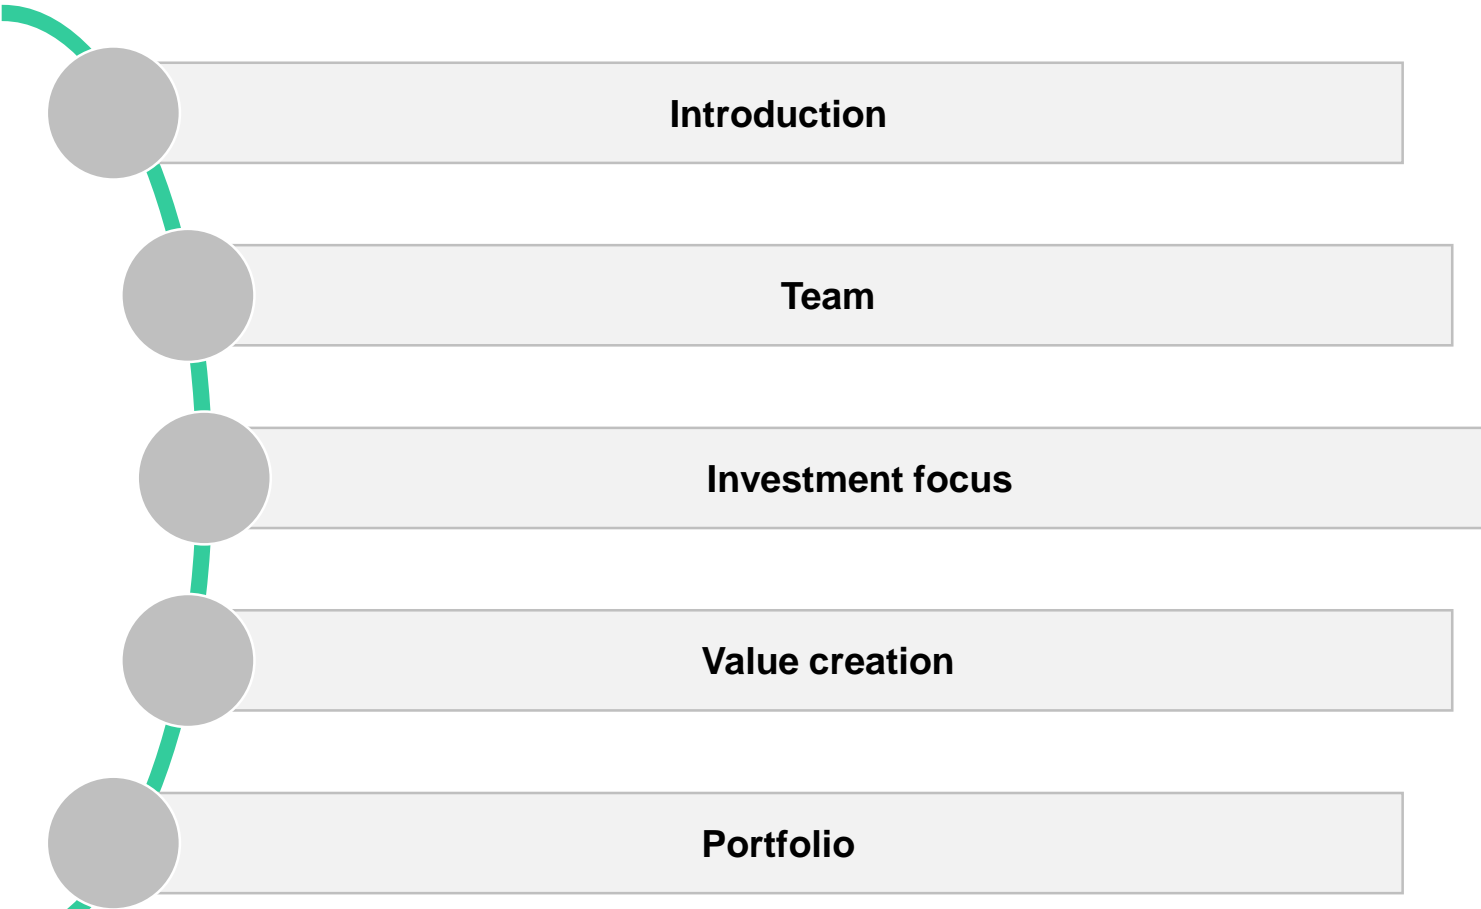 Introduction
Team
Investment focus
Value creation
Portfolio